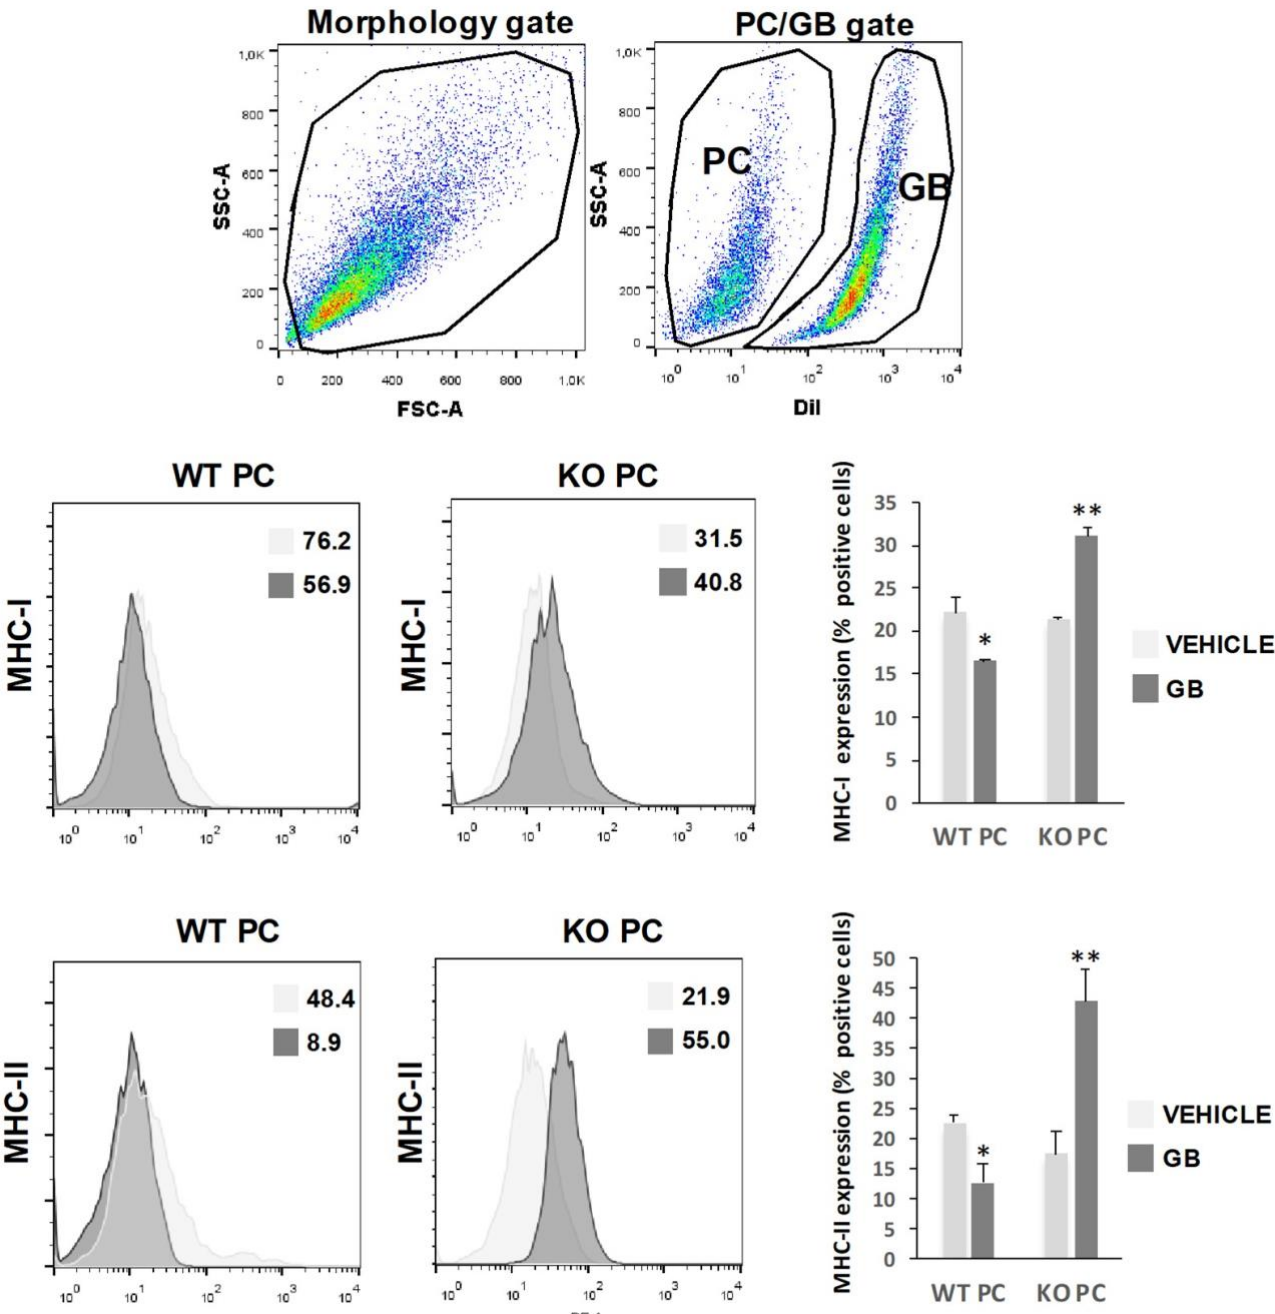 Morphology gate
PC/GB gate
1,0K
800
600
400
200
0
SSC-A
0 200 400 600 800 1.0K
FSC-A
1,0K
800
600
400
200
0
SSC-A
PC
GB
10^0 10^1 10^2 10^3 10^4
DiI
WT PC
76.2
56.9
MHC-I
10^0 10^1 10^2 10^3 10^4
KO PC
31.5
40.8
MHC-I
10^0 10^1 10^2 10^3 10^4
MHC-I expression (% positive cells)
35
30
25
20
15
10
5
0
*
**
WT PC KO PC
VEHICLE
GB
WT PC
48.4
8.9
MHC-II
10^0 10^1 10^2 10^3 10^4
KO PC
21.9
55.0
MHC-II
10^0 10^1 10^2 10^3 10^4
MHC-II expression (% positive cells)
50
45
40
35
30
25
20
15
10
5
0
*
**
WT PC KO PC
VEHICLE
GB